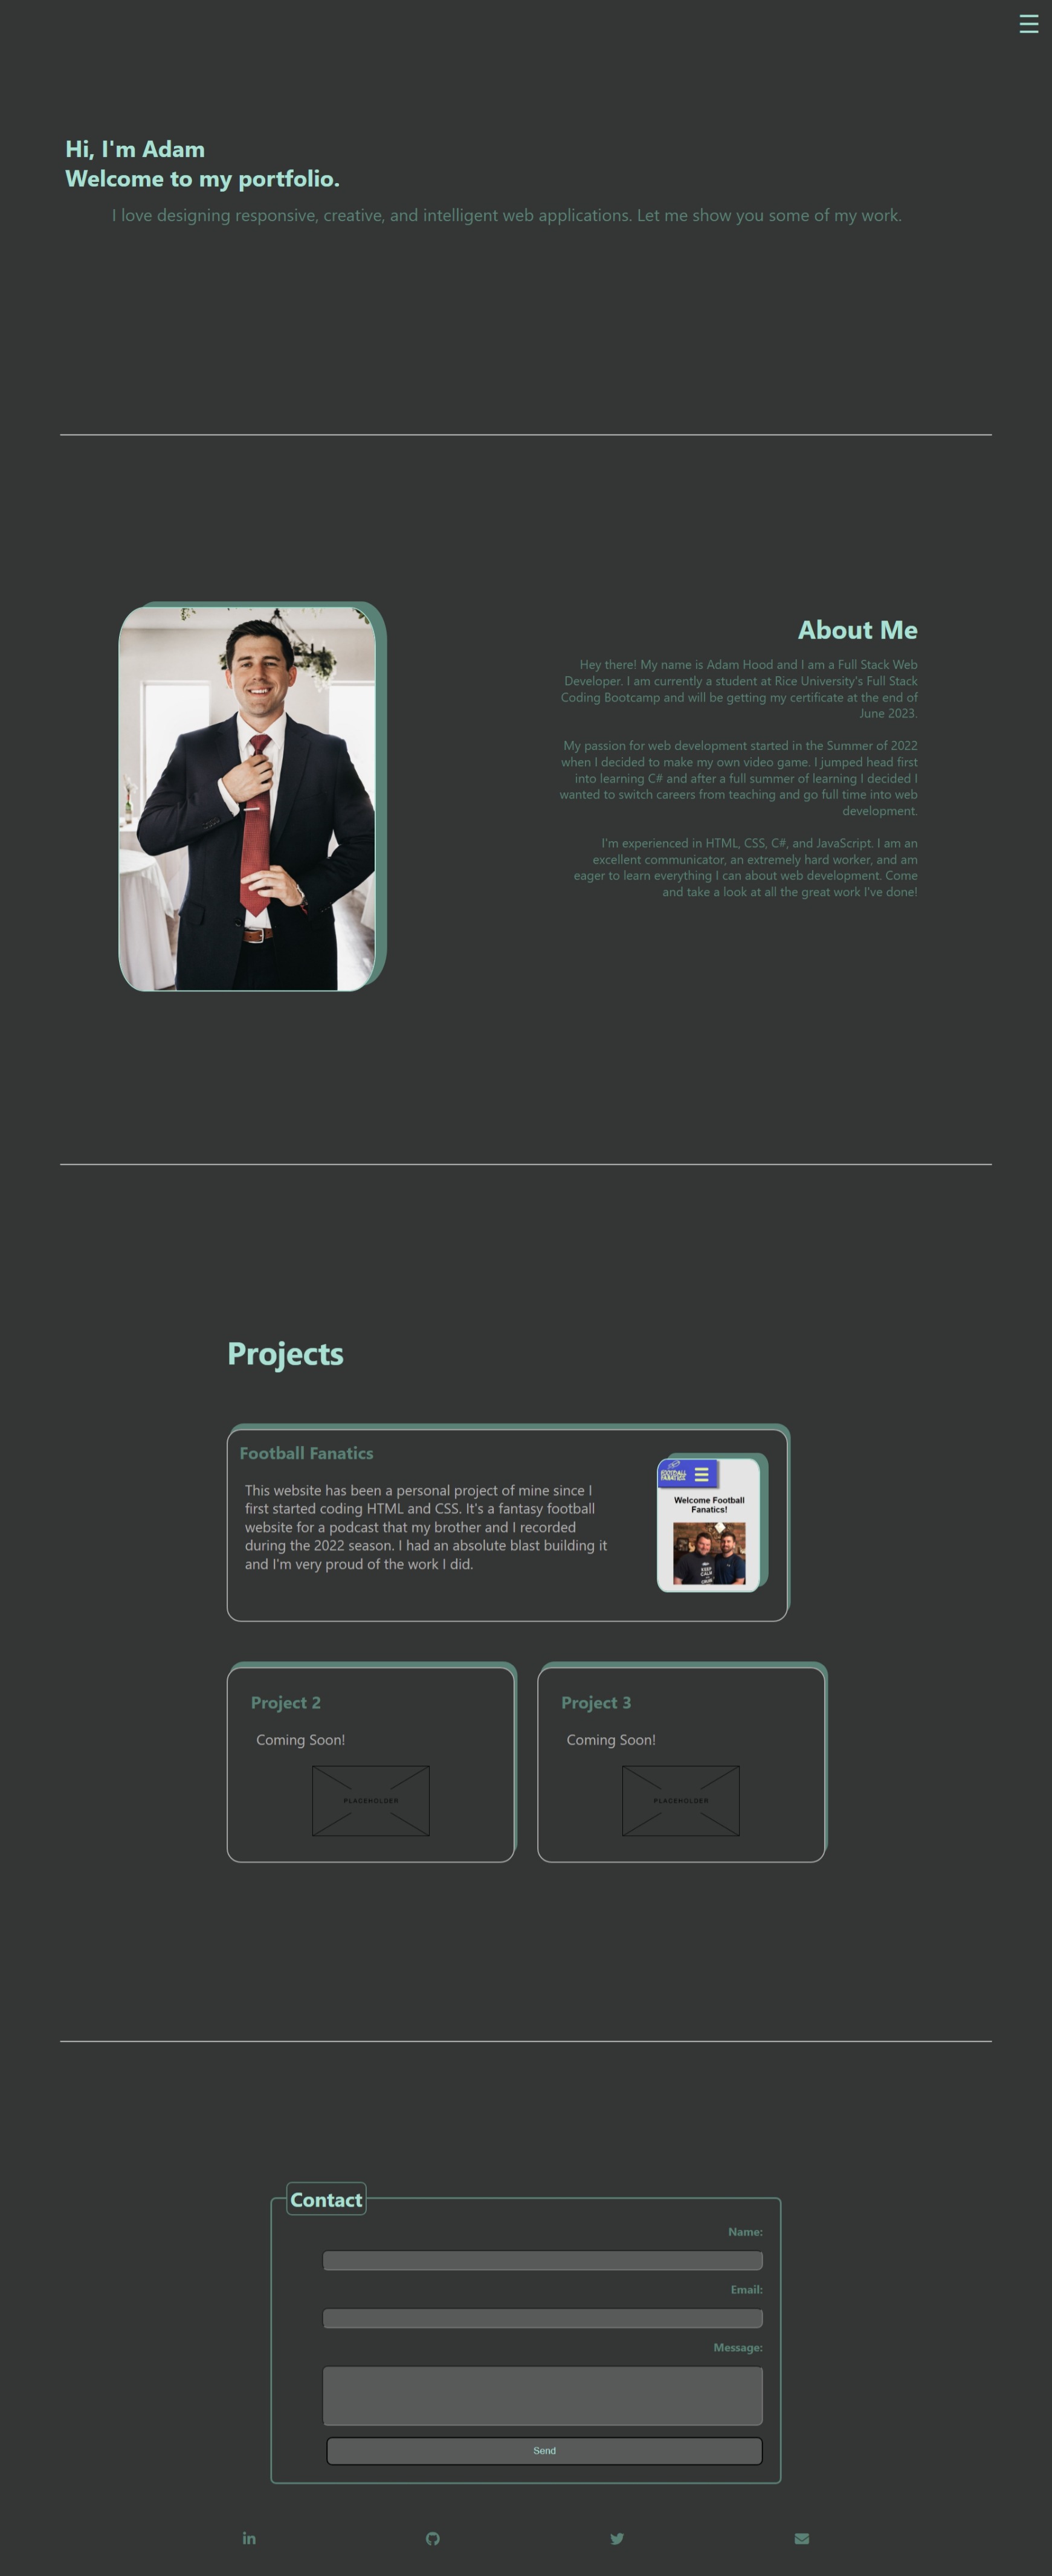 Hi, I'm Adam
Welcome to my portfolio.
I love designing responsive, creative, and intelligent web applications. Let me show you some of my work.
About Me
Hey there! My name is Adam Hood and I am a Full Stack Web
Developer. I am currently a student at Rice University's Full Stack
Coding Bootcamp and will be getting my certificate at the end of
June 2023.
My passion for web development started in the Summer of 2022
when I decided to make my own video game. I jumped head first
into learning C# and after a full summer of learning I decided I
wanted to switch careers from teaching and go full time into web
development.
I'm experienced in HTML, CSS, C#, and JavaScript. I am an
excellent communicator, an extremely hard worker, and am
eager to learn everything I can about web development. Come
and take a look at all the great work I've done!
Projects
Football Fanatics
This website has been a personal project of mine since I
first started coding HTML and CSS. It's a fantasy football
website for a podcast that my brother and I recorded
during the 2022 season. I had an absolute blast building it
and I'm very proud of the work I did.
FOOTBALL
FANATICS
Welcome Football
Fanatics!
KEEP
CALM
Project 2
Coming Soon!
PLACEHOLDER
Project 3
Coming Soon!
PLACEHOLDER
Contact
Name:
Email:
Message:
Send